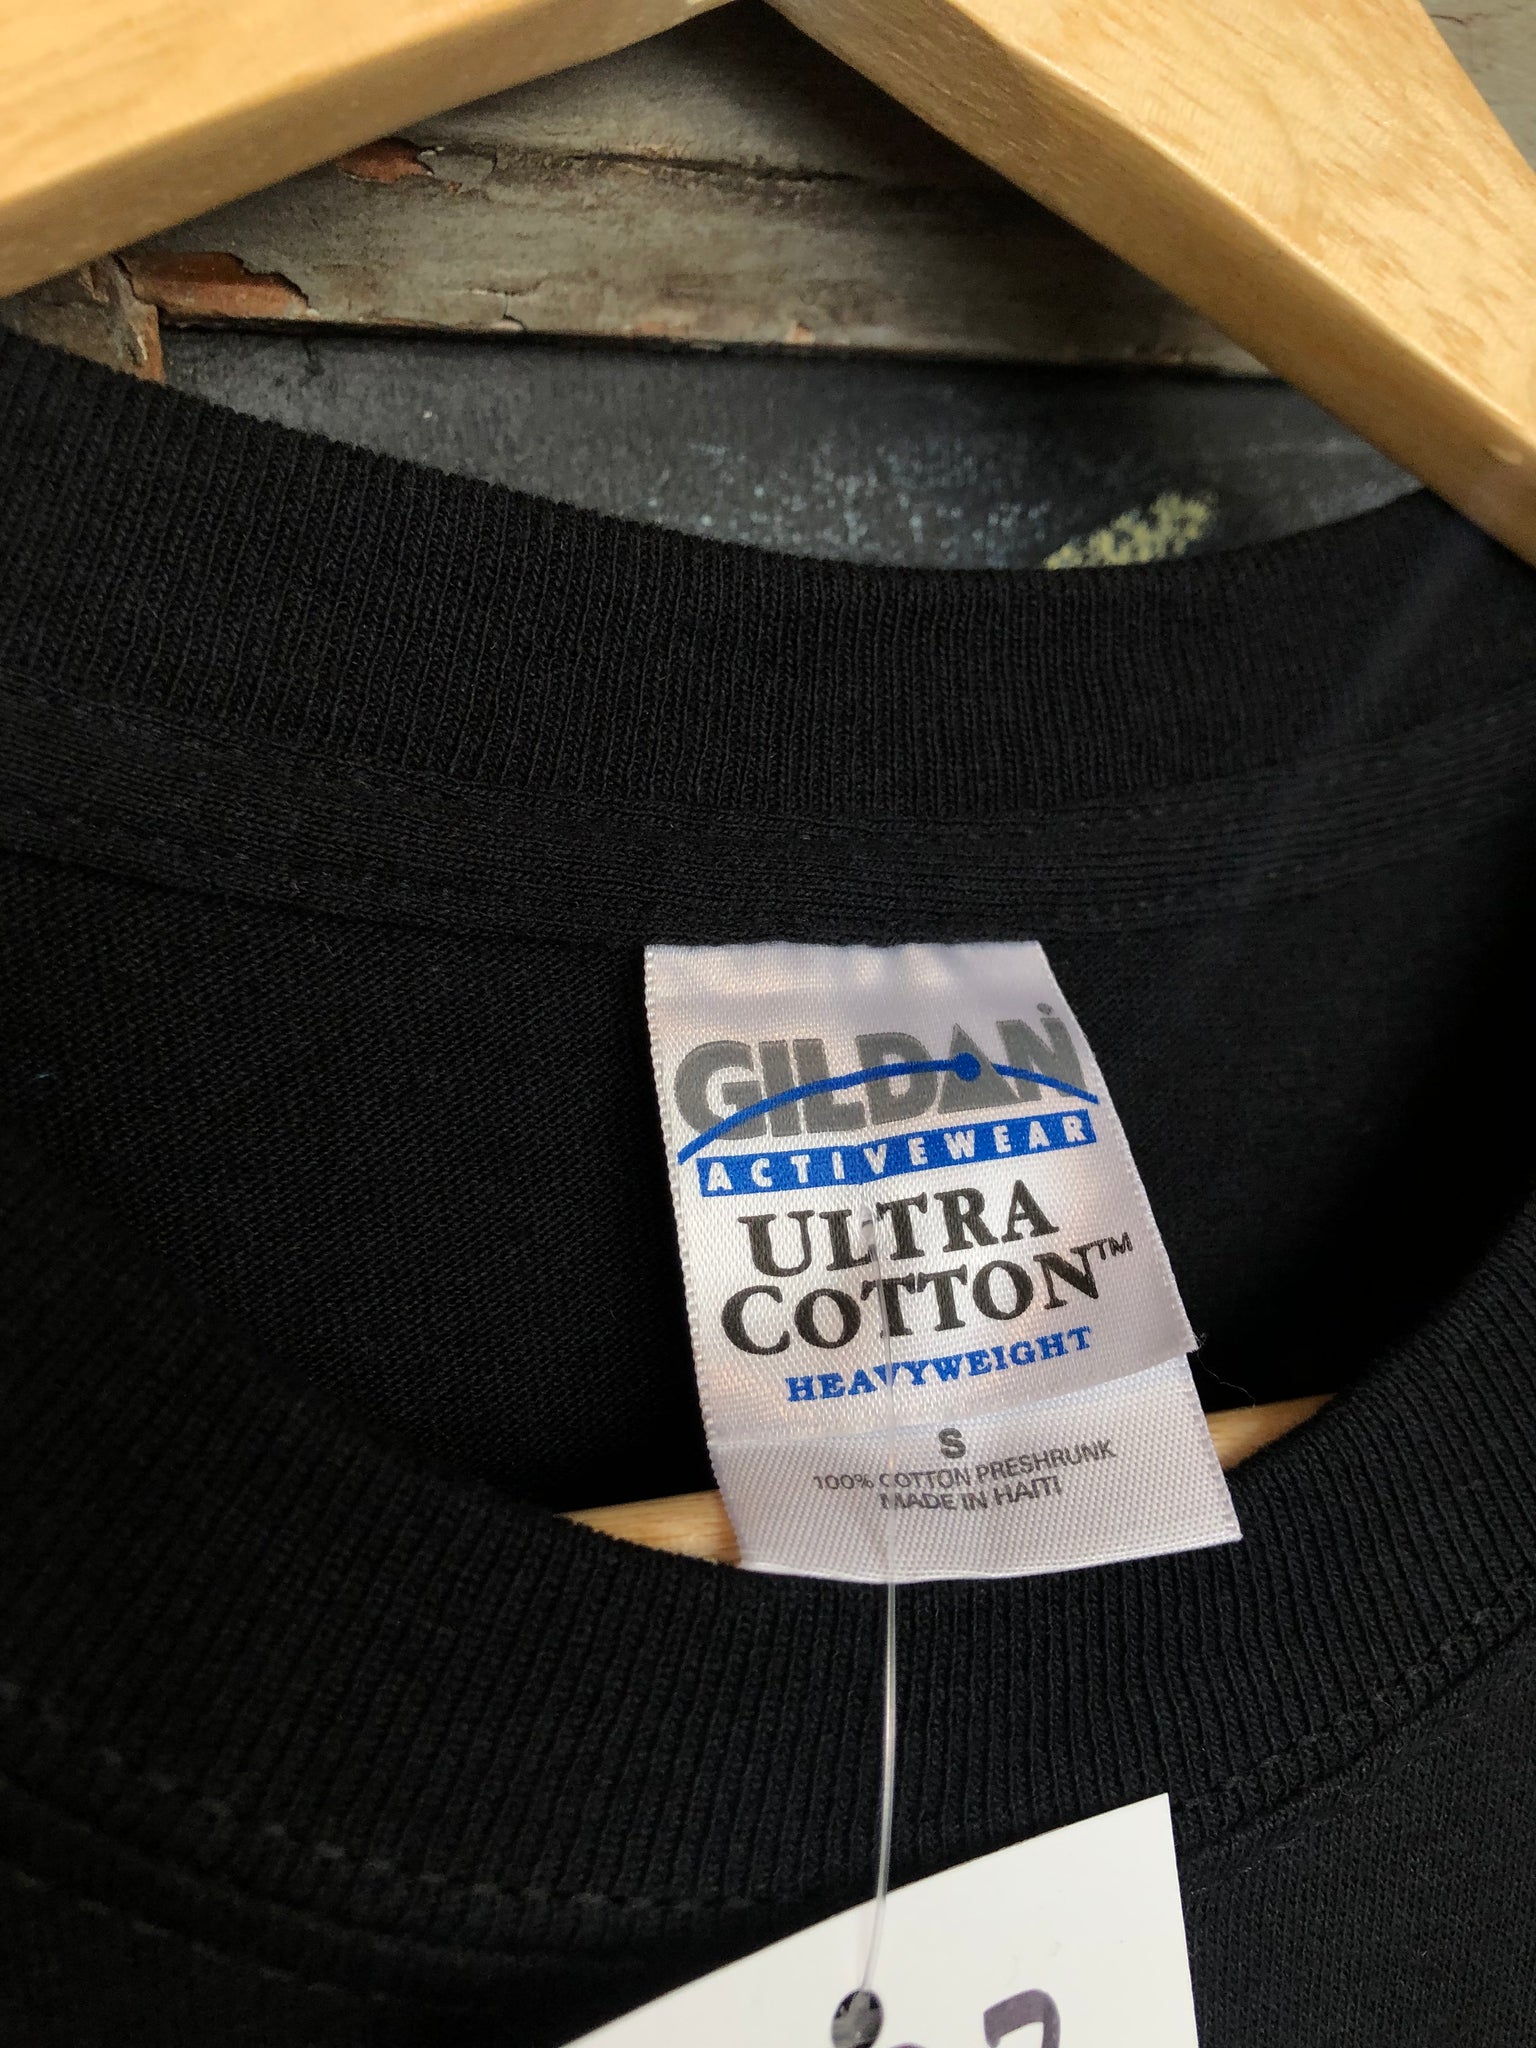 GILDAN
ACTIVEWEAR
ULTRA
COTTON™
HEAVYWEIGHT
S
100% COTTON PRESHRUNK
MADE IN HAITI